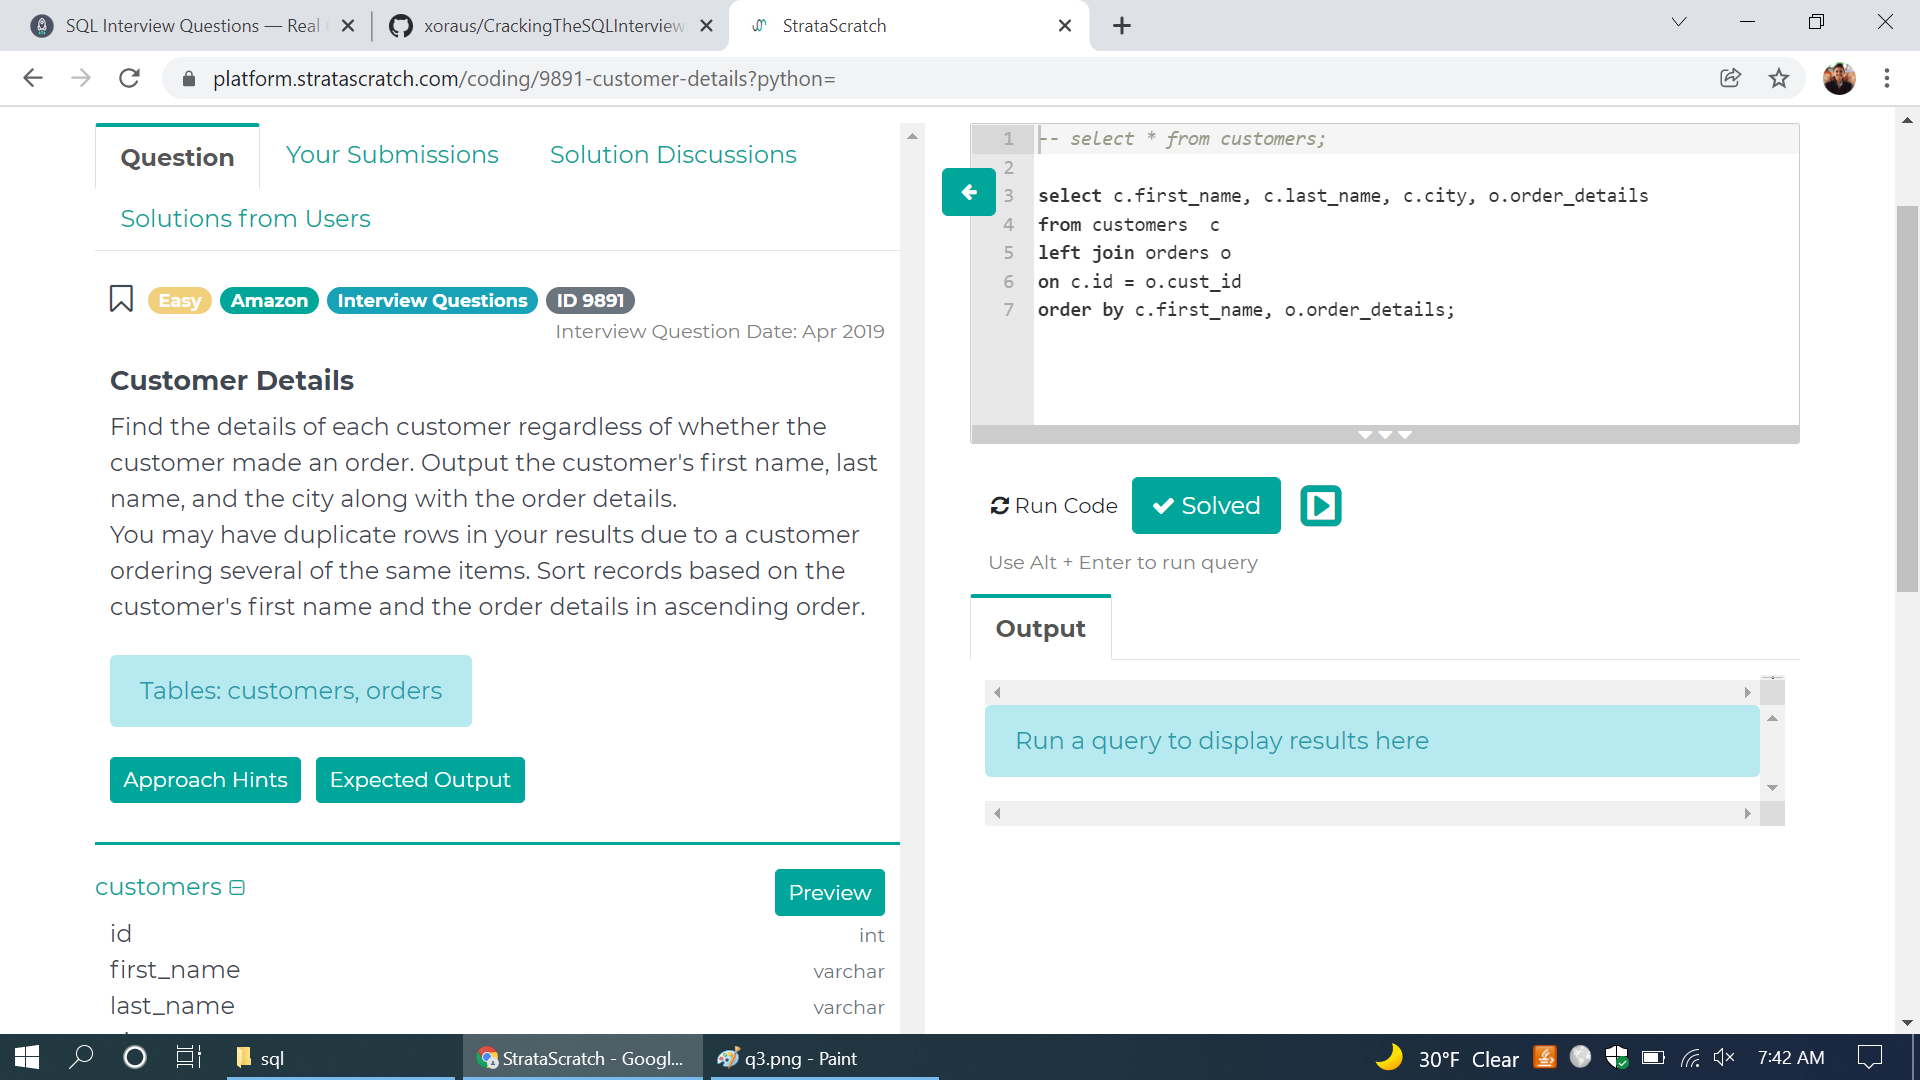 SQL Interview Questions — Real
xoraus/CrackingTheSQLInterview
StrataScratch
platform.stratascratch.com/coding/9891-customer-details?python=
Question
Your Submissions
Solution Discussions
Solutions from Users
Easy
Amazon
Interview Questions
ID 9891
Interview Question Date: Apr 2019
Customer Details
Find the details of each customer regardless of whether the
customer made an order. Output the customer's first name, last
name, and the city along with the order details.
You may have duplicate rows in your results due to a customer
ordering several of the same items. Sort records based on the
customer's first name and the order details in ascending order.
Tables: customers, orders
Approach Hints
Expected Output
customers
Preview
id int
first_name varchar
last_name varchar
1 -- select * from customers;
2
3 select c.first_name, c.last_name, c.city, o.order_details
4 from customers  c
5 left join orders o
6 on c.id = o.cust_id
7 order by c.first_name, o.order_details;
Run Code
Solved
Use Alt + Enter to run query
Output
Run a query to display results here
sql
StrataScratch - Googl...
q3.png - Paint
30°F Clear
7:42 AM